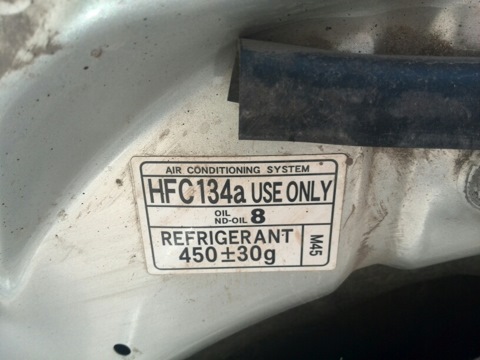 AIR CONDITIONING SYSTEM
HFC134a USE ONLY
OIL
ND-OIL 8
REFRIGERANT
450±30g
M45